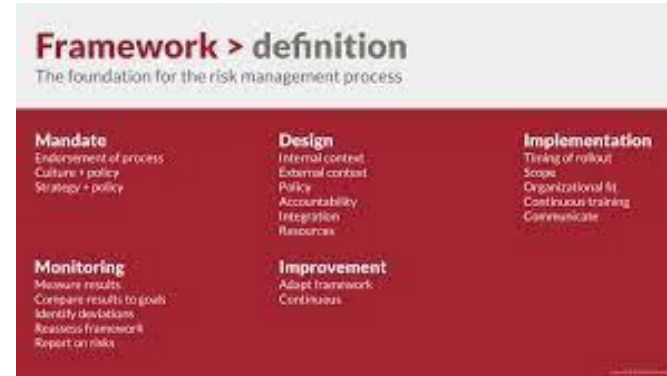 Framework > definition
The foundation for the risk management process
Mandate
Endorsement of process
Culture + policy
Strategy + policy
Design
Internal context
External context
Policy
Accountability
Integration
Resources
Implementation
Timing of rollout
Scope
Organizational fit
Continuous training
Communicate
Monitoring
Measure results
Compare results to goals
Identify deviations
Reassess framework
Report on risks
Improvement
Adapt framework
Continuous